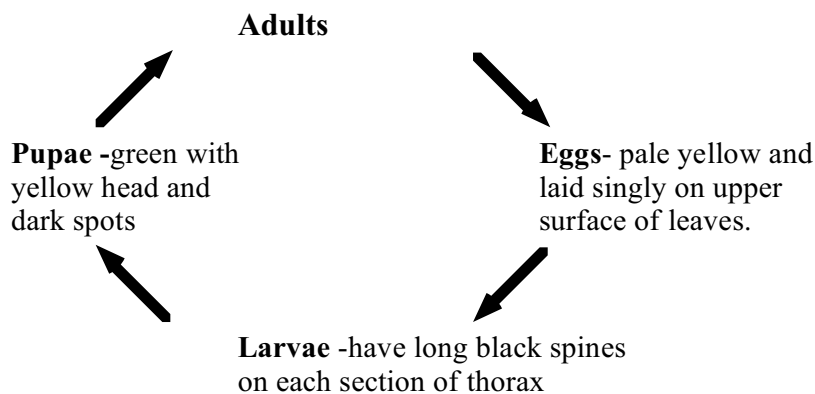 Adults
Pupae -green with
yellow head and
dark spots
Eggs- pale yellow and
laid singly on upper
surface of leaves.
Larvae -have long black spines
on each section of thorax